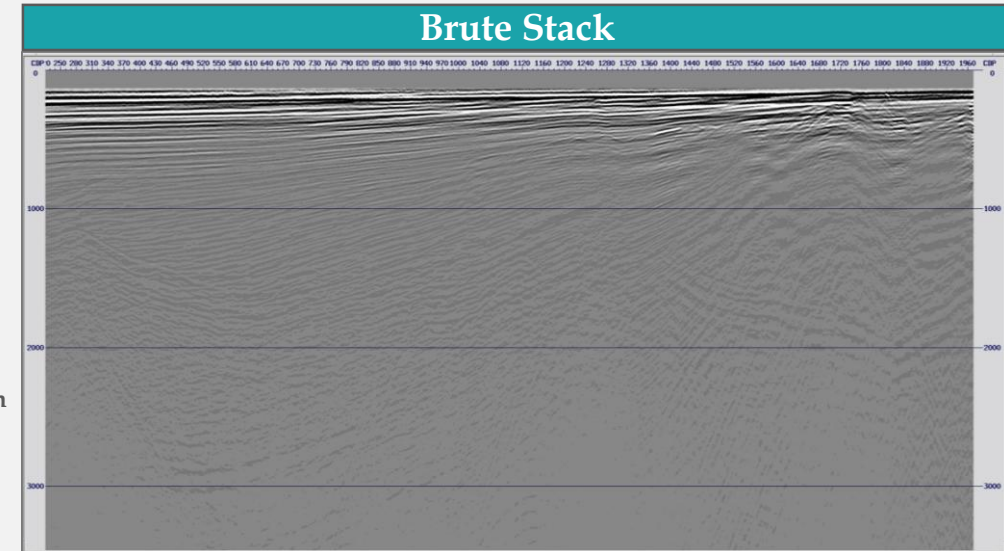 Brute Stack
CDP 0 250 280 310 340 370 400 430 460 490 520 550 580 610 640 670 700 730 760 790 820 850 880 910 940 970 1000 1040 1080 1120 1160 1200 1240 1280 1320 1360 1400 1440 1480 1520 1560 1600 1640 1680 1720 1760 1800 1840 1880 1920 1960 CDP
0 0
1000 1000
2000 2000
n
3000 3000